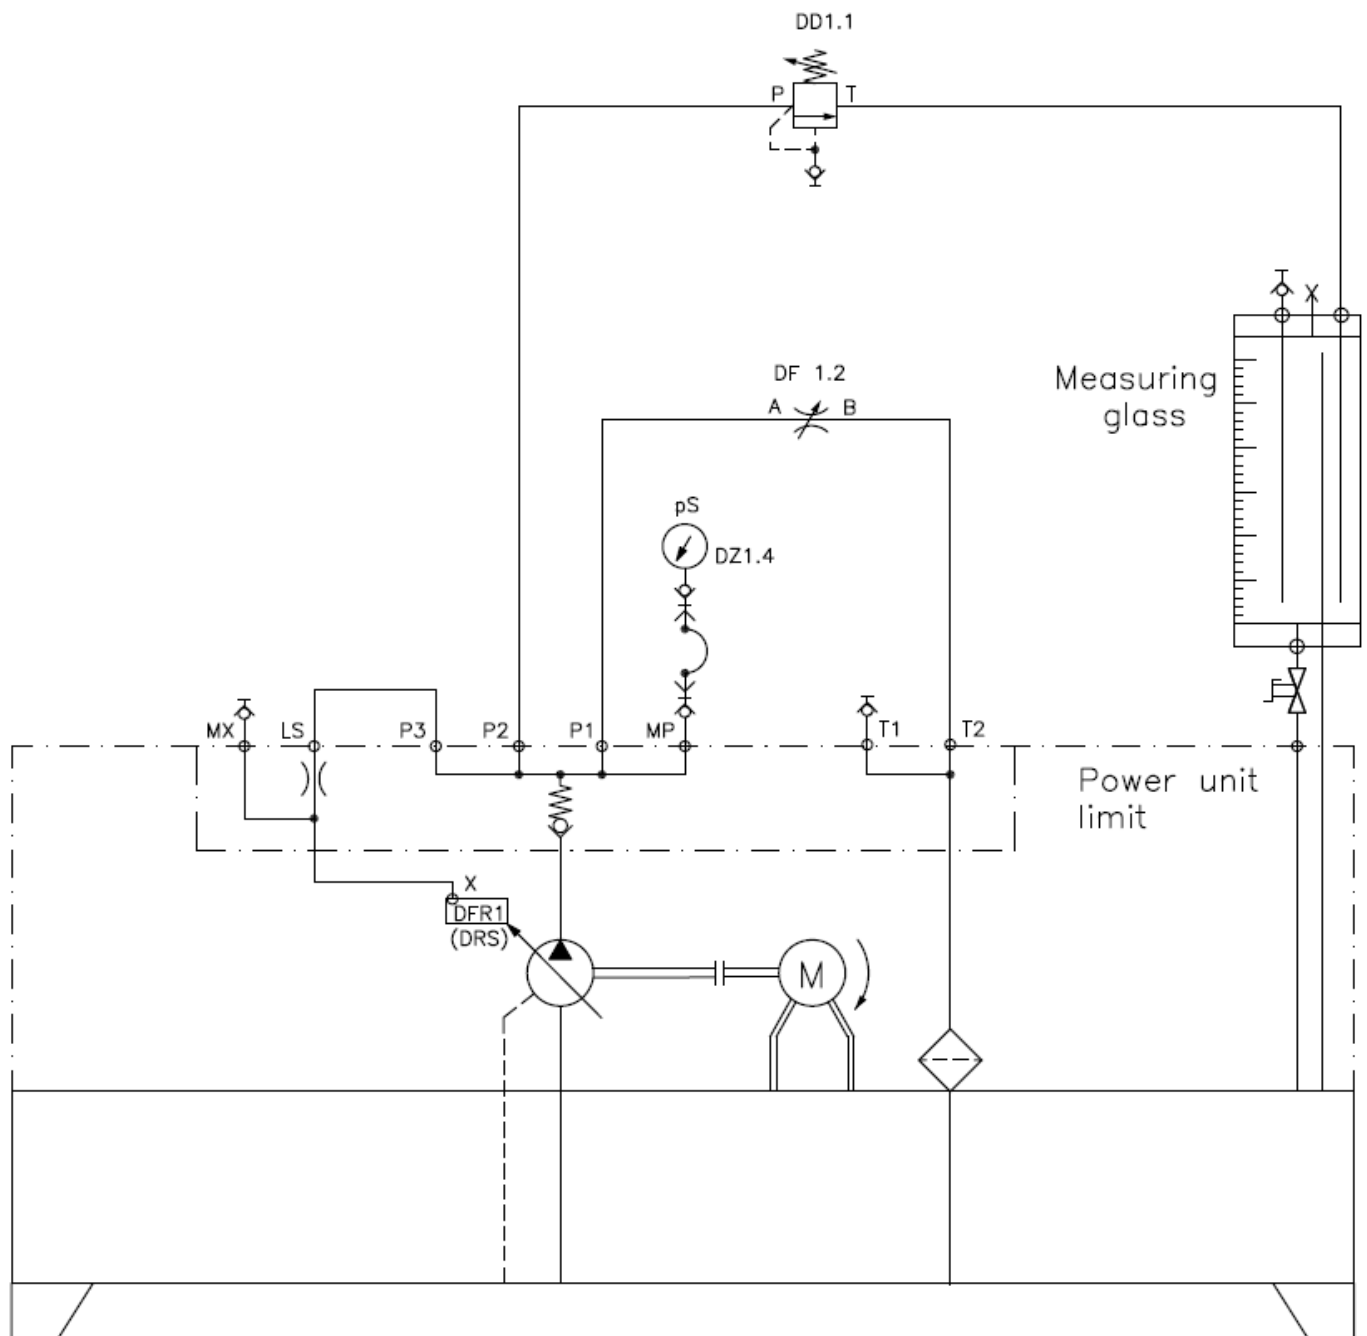 DD1.1
P T
DF 1.2
A B
Measuring
glass
pS
DZ1.4
MX LS P3 P2 P1 MP T1 T2
Power unit
limit
X
DFR1
(DRS)
M